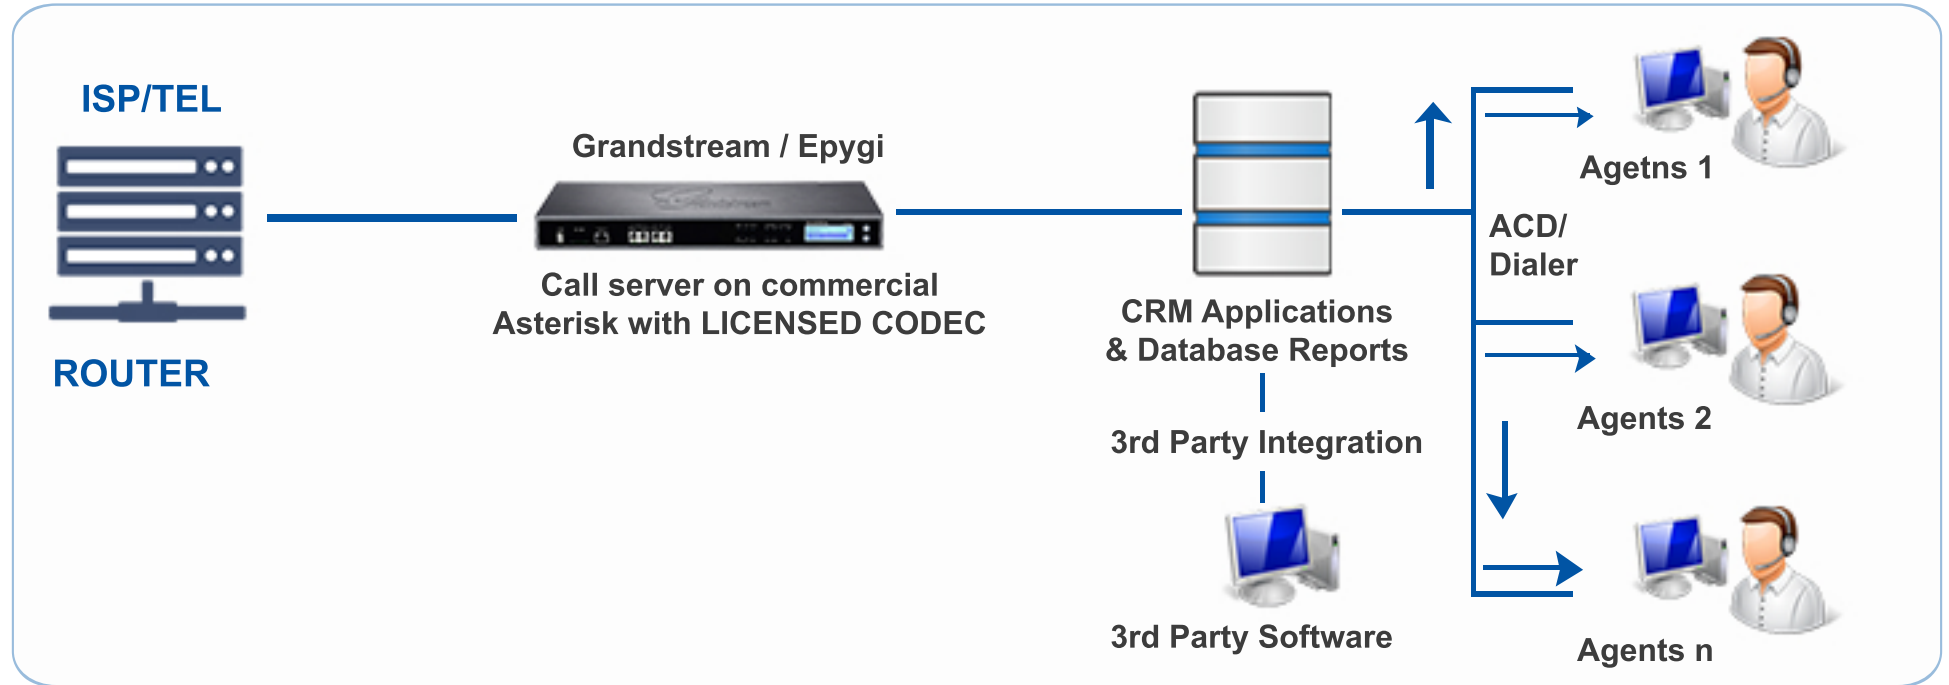 ISP/TEL
ROUTER
Grandstream / Epygi
Grandstream
Call server on commercial
Asterisk with LICENSED CODEC
CRM Applications
& Database Reports
3rd Party Integration
3rd Party Software
ACD/
Dialer
Agetns 1
Agents 2
Agents n